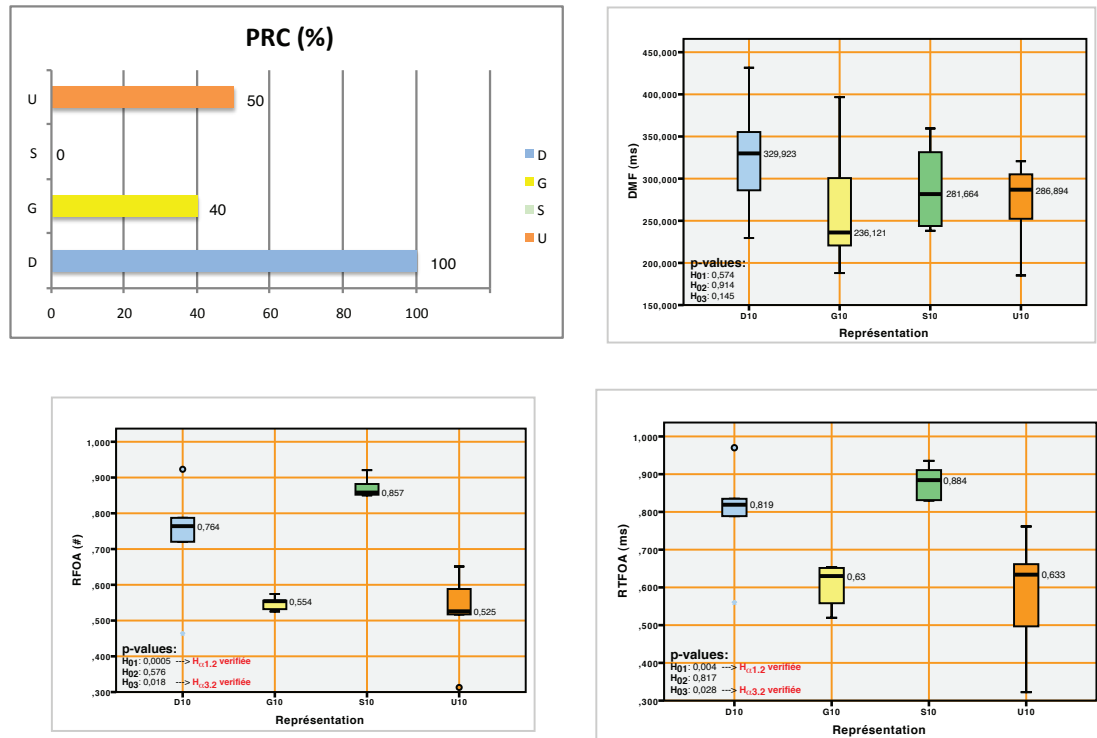 PRC (%)
U
50
S
0
G
40
D
100
0
20
40
60
80
100
D
G
S
U
450,000
400,000
350,000
300,000
250,000
200,000
150,000
DMF (ms)
329,923
236,121
281,664
286,894
p-values:
H01: 0,574
H02: 0,914
H03: 0,145
D10
G10
S10
U10
Représentation
1,000
,900
,800
,700
,600
,500
,400
,300
RFOA (#)
0,764
0,554
0,857
0,525
p-values:
H01: 0,0005 ---> Hα1.2 verifiée
H02: 0,576
H03: 0,018 ---> Hα3.2 verifiée
D10
G10
S10
U10
Représentation
1,000
,900
,800
,700
,600
,500
,400
,300
RTFOA (ms)
0,819
0,63
0,884
0,633
p-values:
H01: 0,004 ---> Hα1.2 verifiée
H02: 0,817
H03: 0,028 ---> Hα3.2 verifiée
D10
G10
S10
U10
Représentation